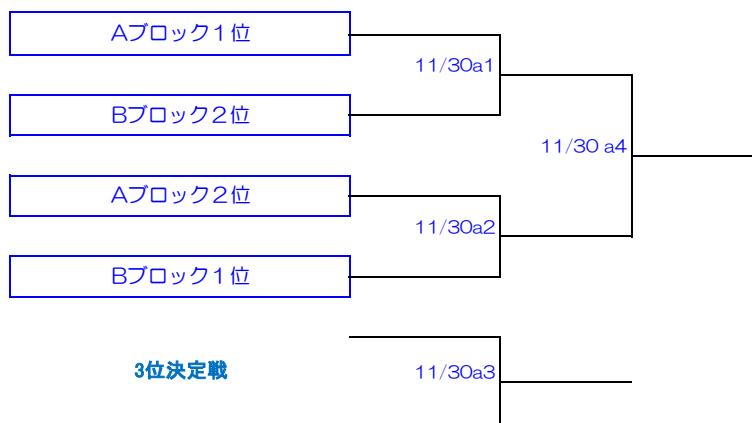 Aブロック１位
11/30a1
Bブロック２位
11/30 a4
Aブロック２位
11/30a2
Bブロック１位
3位決定戦
11/30a3